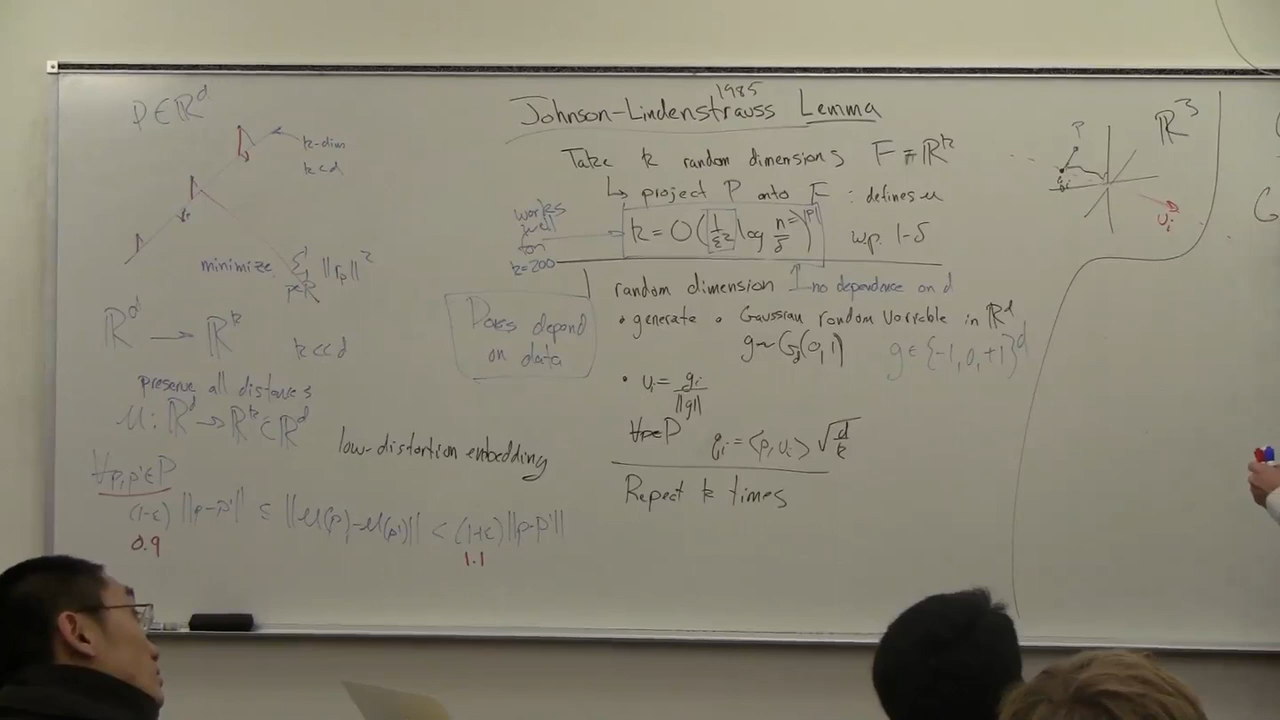 P ∈ ℝ^d
k-dim
k<d
minimize Σ ||r_p||²
p∈P
ℝ^d → ℝ^k
k<<d
preserve all distances
μ: ℝ^d → ℝ^k ⊂ ℝ^d
low-distortion embedding
∀p,p'∈P
(1-ε) ||p-p'|| ≤ ||μ(p)-μ(p')|| < (1+ε)||p-p'||
0.9
1.1
1985
Johnson-Lindenstrauss Lemma
Take k random dimensions F = ℝ^k
↳ project P onto F : defines μ
works
well
for
k=200
k = O(1/ε² log n/δ) n=|P| w.p. 1-δ
random dimension ↑ no dependence on d
Does depend
on data
• generate a Gaussian random variable in ℝ^d
g ~ G_d(0,1) g ∈ {-1, 0, +1}^d
• u_i = g_i/||g||
∀p∈P q_i = <p, u_i> √(d/k)
Repeat k times
P
ℝ³
q_i
u_i